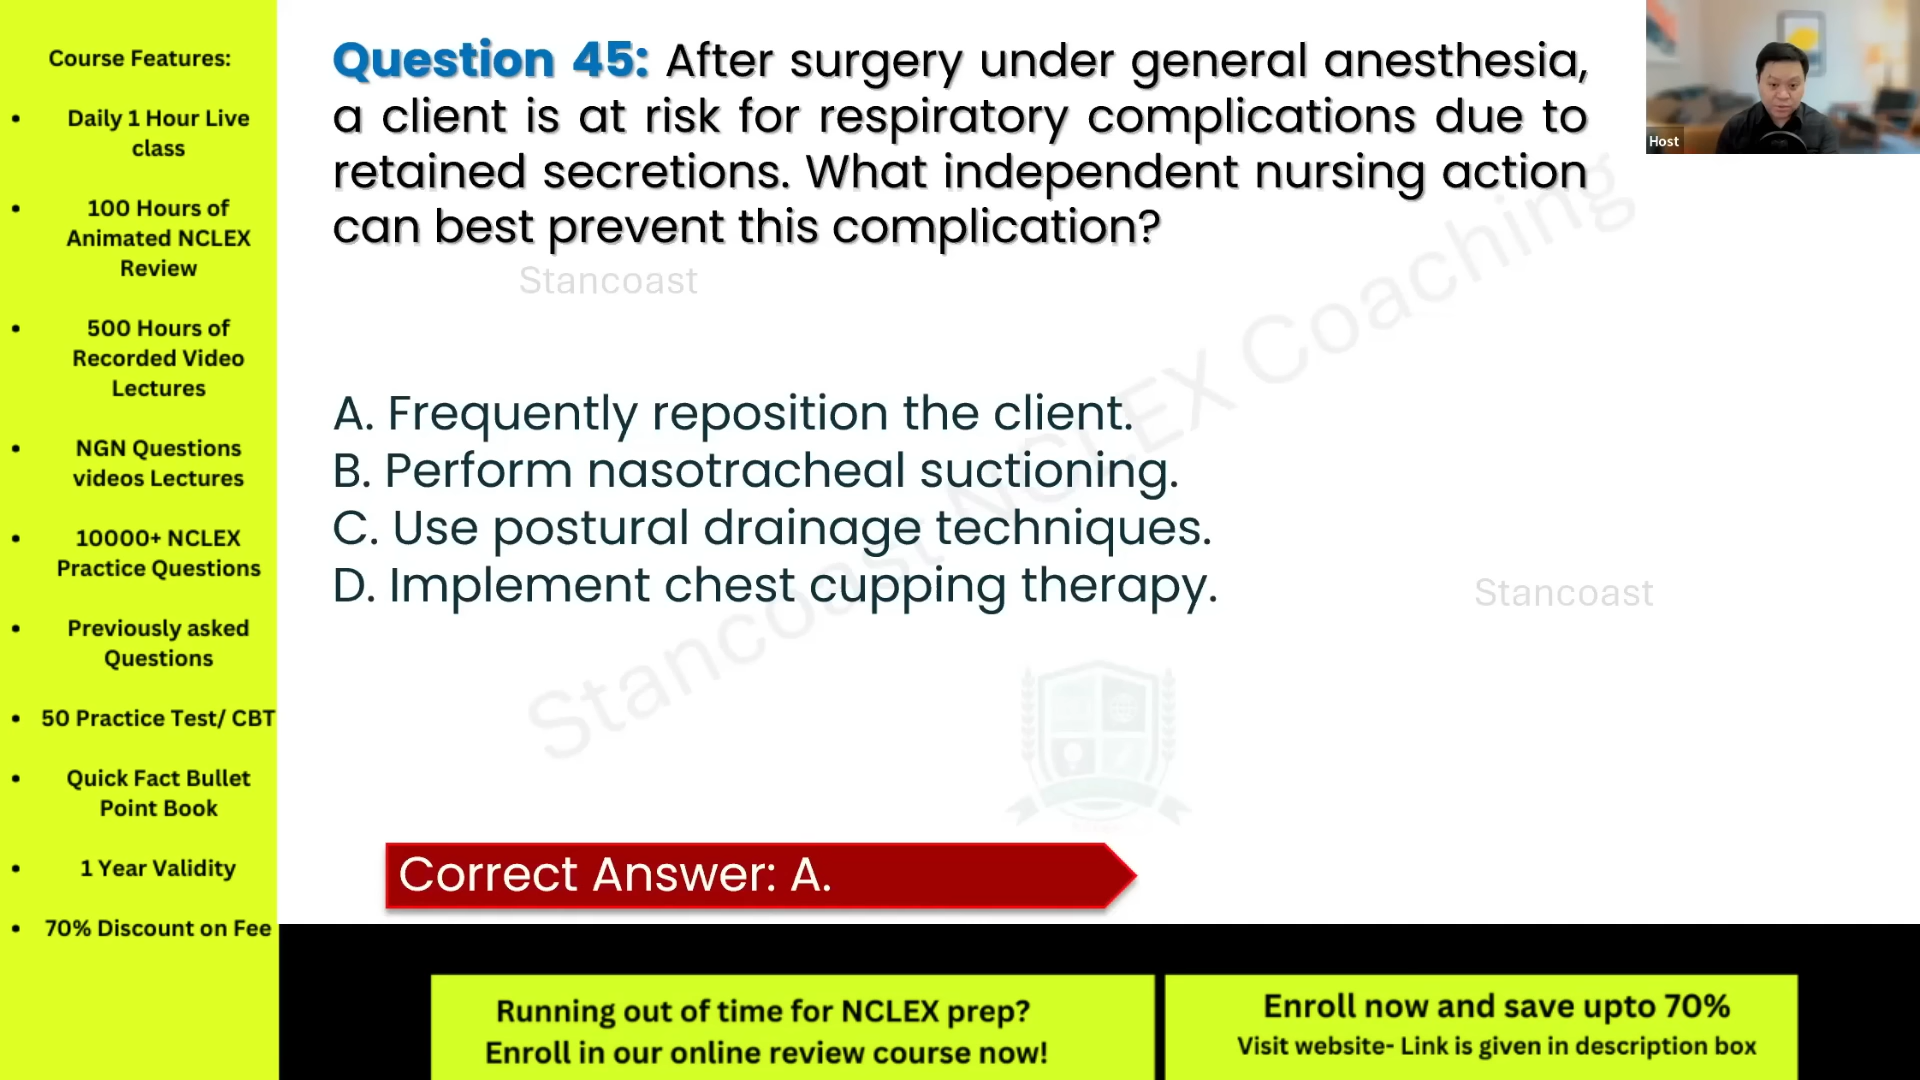 Course Features:
• Daily 1 Hour Live
class
• 100 Hours of
Animated NCLEX
Review
• 500 Hours of
Recorded Video
Lectures
• NGN Questions
videos Lectures
• 10000+ NCLEX
Practice Questions
• Previously asked
Questions
• 50 Practice Test/ CBT
• Quick Fact Bullet
Point Book
• 1 Year Validity
• 70% Discount on Fee
Question 45: After surgery under general anesthesia,
a client is at risk for respiratory complications due to
retained secretions. What independent nursing action
can best prevent this complication?
Stancoast
A. Frequently reposition the client.
B. Perform nasotracheal suctioning.
C. Use postural drainage techniques.
D. Implement chest cupping therapy.
Stancoast
Stancoast NCLEX Coaching
Correct Answer: A.
Host
Running out of time for NCLEX prep?
Enroll in our online review course now!
Enroll now and save upto 70%
Visit website- Link is given in description box